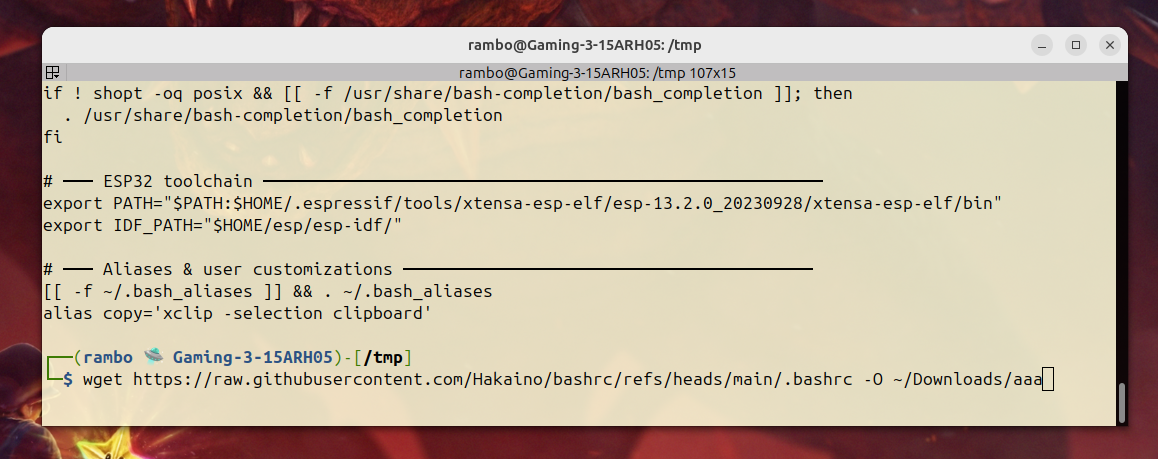 rambo@Gaming-3-15ARH05: /tmp
rambo@Gaming-3-15ARH05: /tmp 107x15
if ! shopt -oq posix && [[ -f /usr/share/bash-completion/bash_completion ]]; then
  . /usr/share/bash-completion/bash_completion
fi

# ─── ESP32 toolchain ────────────────────────────────────────────────────────
export PATH="$PATH:$HOME/.espressif/tools/xtensa-esp-elf/esp-13.2.0_20230928/xtensa-esp-elf/bin"
export IDF_PATH="$HOME/esp/esp-idf/"

# ─── Aliases & user customizations ─────────────────────────────────────────
[[ -f ~/.bash_aliases ]] && . ~/.bash_aliases
alias copy='xclip -selection clipboard'

┌──(rambo 🛸 Gaming-3-15ARH05)-[/tmp]
└─$ wget https://raw.githubusercontent.com/Hakaino/bashrc/refs/heads/main/.bashrc -O ~/Downloads/aaa